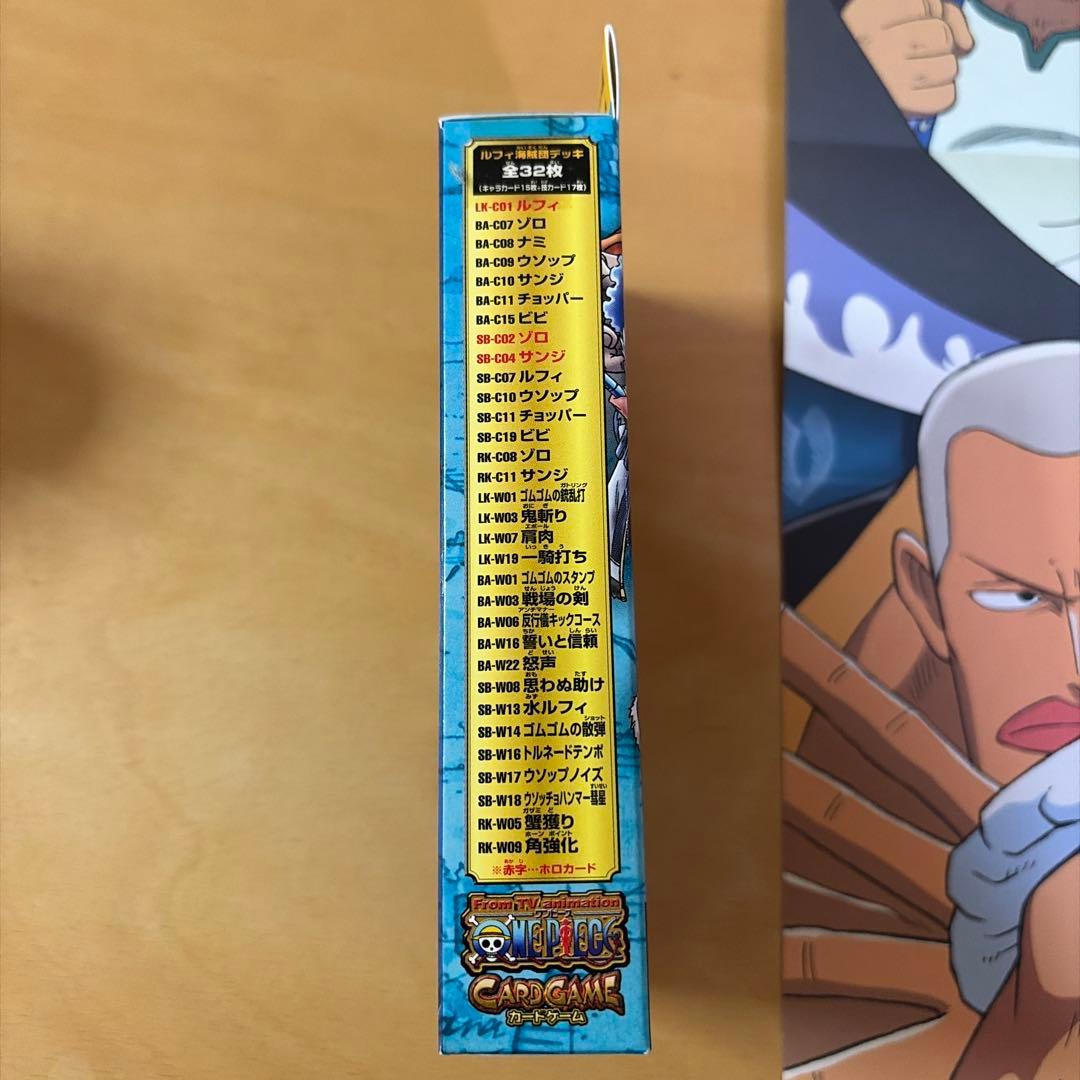 ルフィ海賊団デッキ
全32枚
(キャラカード15枚+技カード17枚)
LK-C01 ルフィ
BA-C07 ゾロ
BA-C08 ナミ
BA-C09 ウソップ
BA-C10 サンジ
BA-C11 チョッパー
BA-C15 ビビ
SB-C02 ゾロ
SB-C04 サンジ
SB-C07 ルフィ
SB-C10 ウソップ
SB-C11 チョッパー
SB-C19 ビビ
RK-C08 ゾロ
RK-C11 サンジ
LK-W01 ゴムゴムの銃乱打
LK-W03 鬼斬り
LK-W07 肩肉
LK-W19 一騎打ち
BA-W01 ゴムゴムのスタンプ
BA-W03 戦場の剣
BA-W06 反行儀キックコース
BA-W16 誓いと信頼
BA-W22 怒声
SB-W08 思わぬ助け
SB-W13 水ルフィ
SB-W14 ゴムゴムの散弾
SB-W16 トルネードテンポ
SB-W17 ウソップノイズ
SB-W18 ウソッチョハンマー彗星
RK-W05 蟹獲り
RK-W09 角強化
※赤字…ホロカード
From TV animation
ワンピース
ONE PIECE
CARD GAME
カードゲーム